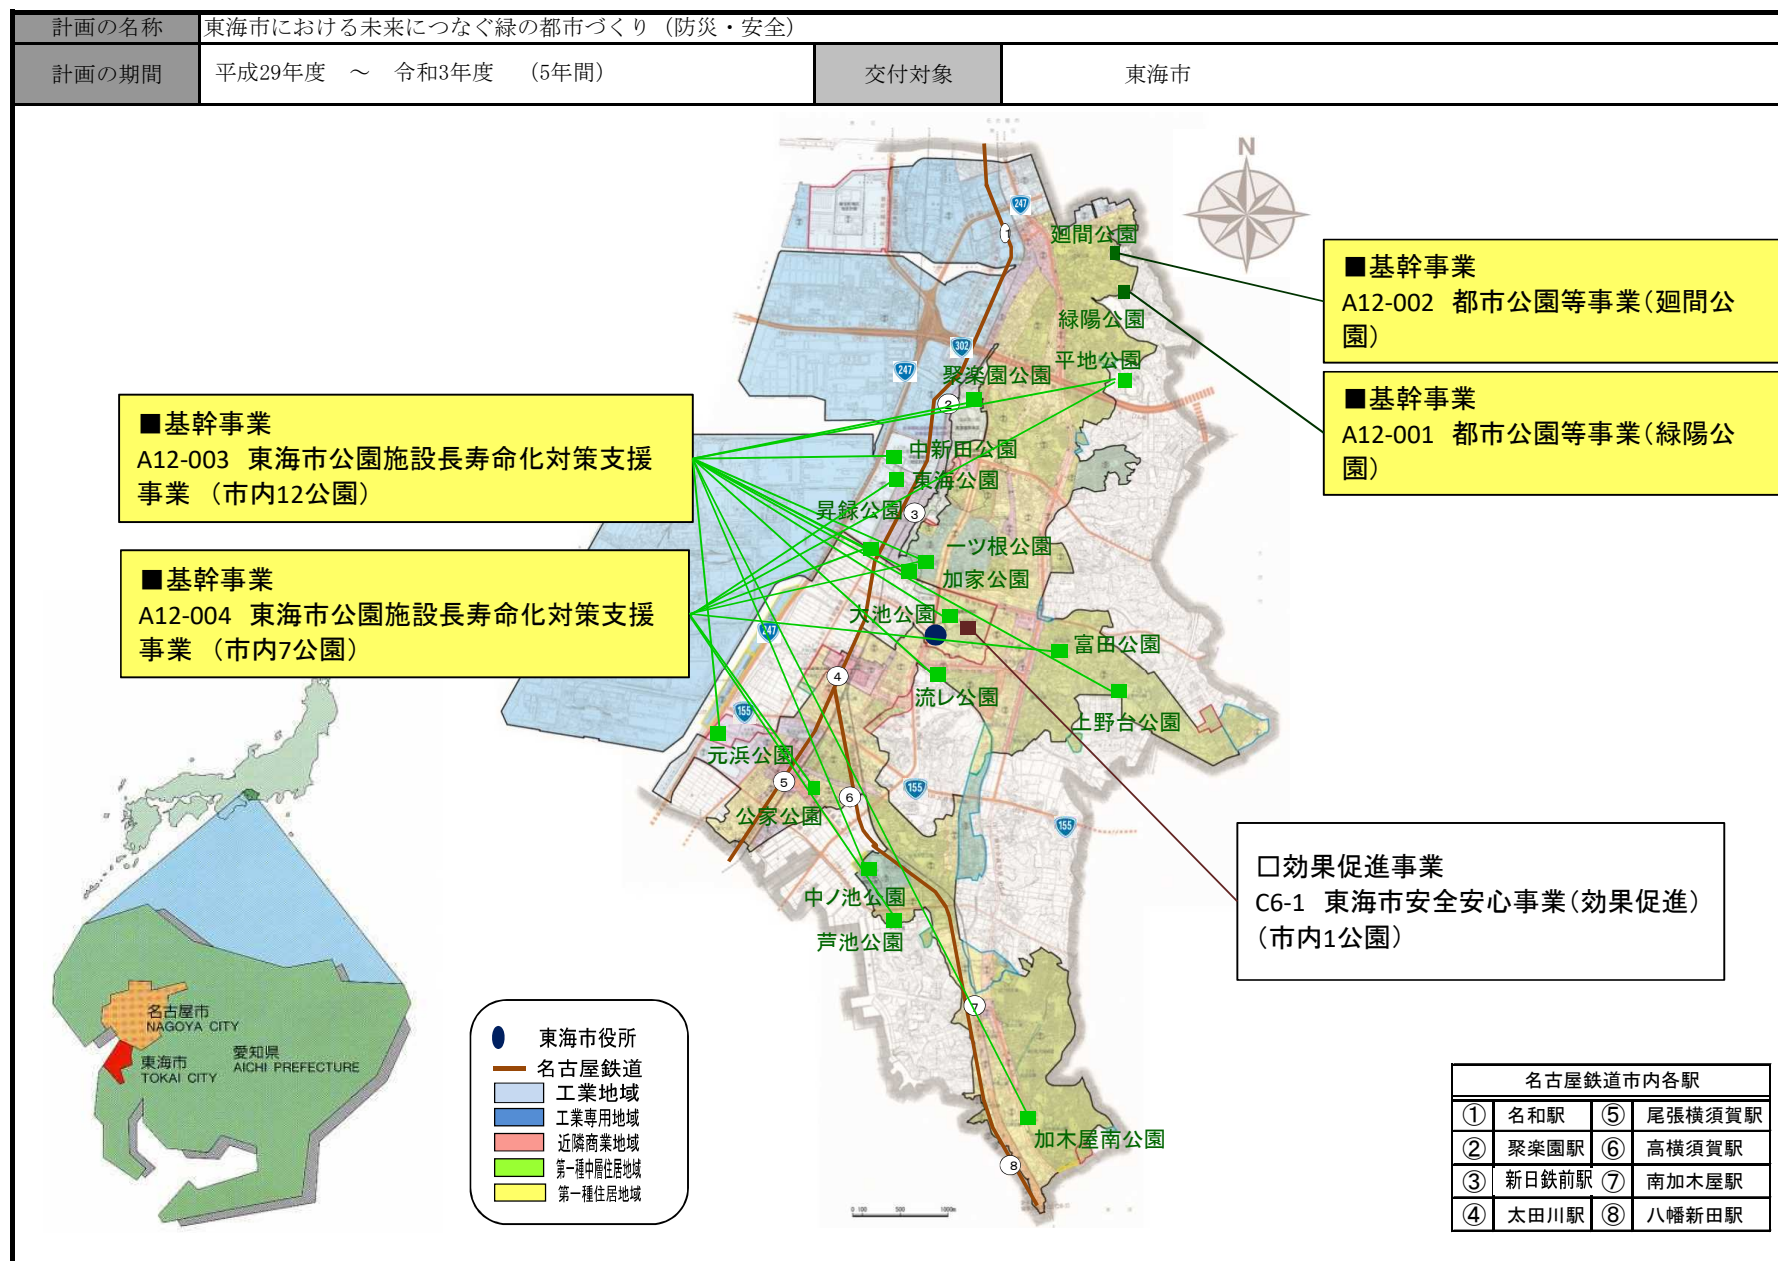 計画の名称 東海市における未来につなぐ緑の都市づくり（防災・安全）
計画の期間 平成29年度 ～ 令和3年度 （5年間） 交付対象 東海市
N
247
1
廻間公園
■基幹事業
A12-002 都市公園等事業（廻間公
園）
緑陽公園
302
247
平地公園
聚楽園公園
2
■基幹事業
A12-001 都市公園等事業（緑陽公
園）
■基幹事業
A12-003 東海市公園施設長寿命化対策支援
事業 （市内12公園）
中新田公園
東海公園
昇録公園
3
一ツ根公園
加家公園
■基幹事業
A12-004 東海市公園施設長寿命化対策支援
事業 （市内7公園）
大池公園
247
富田公園
4
流レ公園
155
上野台公園
元浜公園
5
6
155
公家公園
155
□効果促進事業
C6-1 東海市安全安心事業（効果促進）
（市内1公園）
中ノ池公園
芦池公園
7
加木屋南公園
8
0 100 500 1000m
名古屋市
NAGOYA CITY
東海市
TOKAI CITY
愛知県
AICHI PREFECTURE
東海市役所
名古屋鉄道
工業地域
工業専用地域
近隣商業地域
第一種中層住居地域
第一種住居地域
名古屋鉄道市内各駅
① 名和駅 ⑤ 尾張横須賀駅
② 聚楽園駅 ⑥ 高横須賀駅
③ 新日鉄前駅 ⑦ 南加木屋駅
④ 太田川駅 ⑧ 八幡新田駅